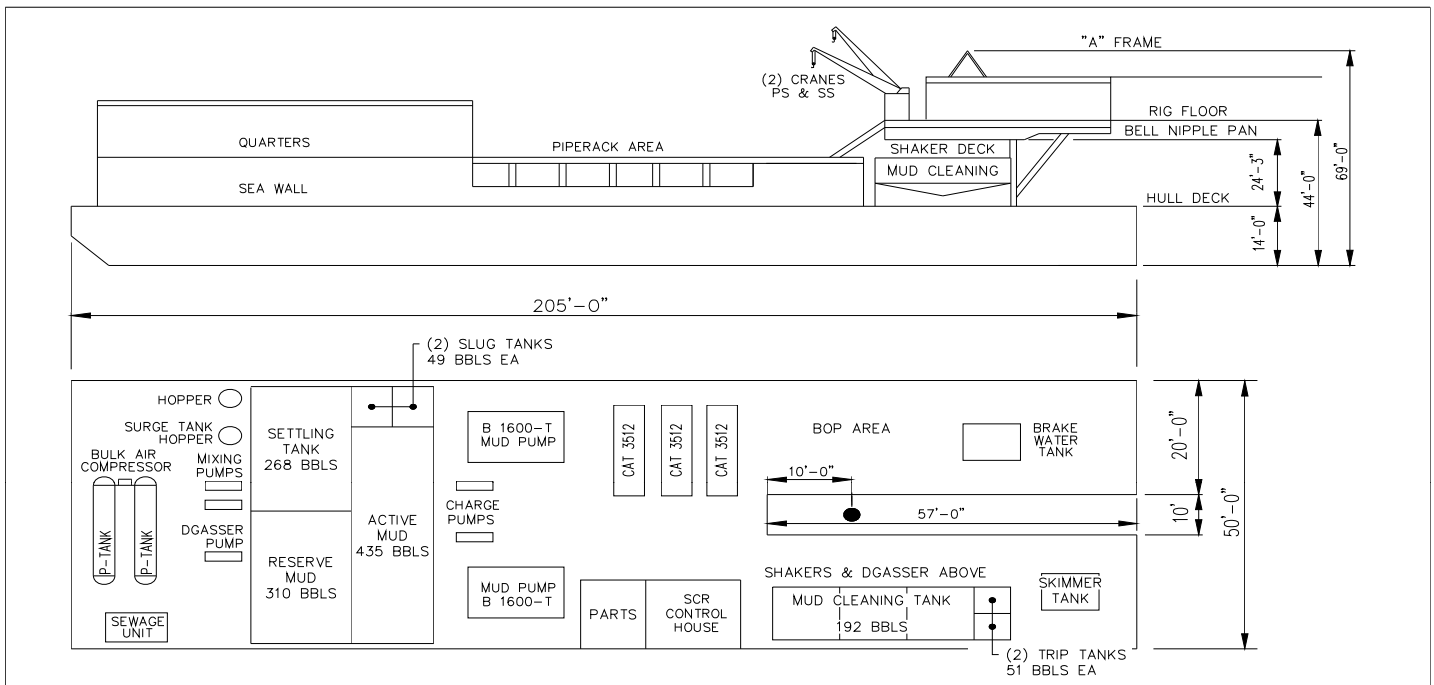 "A" FRAME
(2) CRANES
PS & SS
RIG FLOOR
BELL NIPPLE PAN
QUARTERS
PIPERACK AREA
SHAKER DECK
MUD CLEANING
SEA WALL
HULL DECK
24'-3"
14'-0"
44'-0"
69'-0"
205'-0"
(2) SLUG TANKS
49 BBLS EA
HOPPER
SURGE TANK
HOPPER
BULK AIR
COMPRESSOR
MIXING
PUMPS
DGASSER
PUMP
P-TANK
P-TANK
SEWAGE
UNIT
SETTLING
TANK
268 BBLS
RESERVE
MUD
310 BBLS
ACTIVE
MUD
435 BBLS
B 1600-T
MUD PUMP
CHARGE
PUMPS
MUD PUMP
B 1600-T
CAT 3512
CAT 3512
CAT 3512
PARTS
SCR
CONTROL
HOUSE
BOP AREA
BRAKE
WATER
TANK
10'-0"
57'-0"
SHAKERS & DGASSER ABOVE
MUD CLEANING TANK
192 BBLS
SKIMMER
TANK
(2) TRIP TANKS
51 BBLS EA
20'-0"
10'
50'-0"